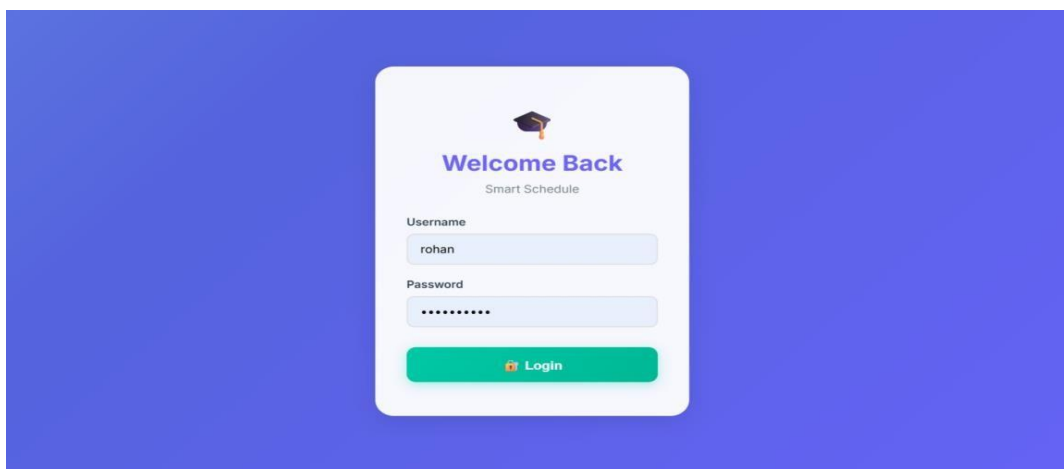 Welcome Back
Smart Schedule
Username
rohan
Password
••••••••••
🔐 Login